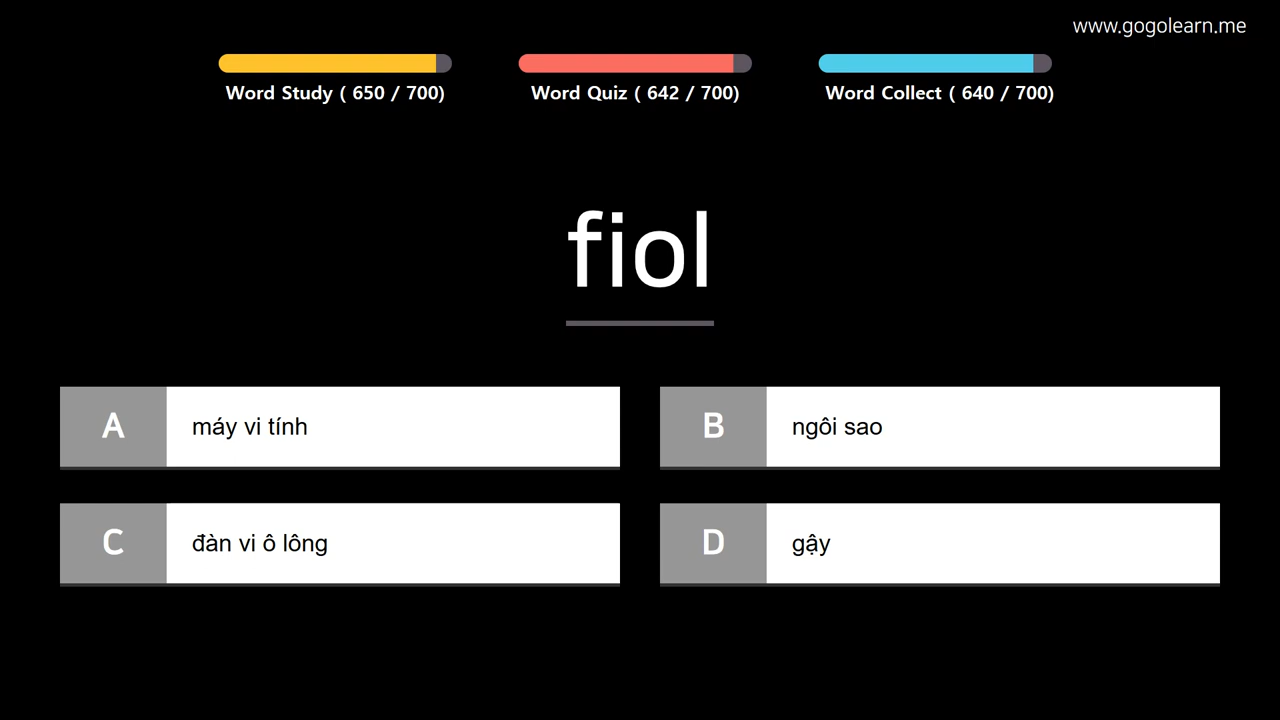 www.gogolearn.me
Word Study ( 650 / 700)
Word Quiz ( 642 / 700)
Word Collect ( 640 / 700)
fiol
A
máy vi tính
B
ngôi sao
C
đàn vi ô lông
D
gậy